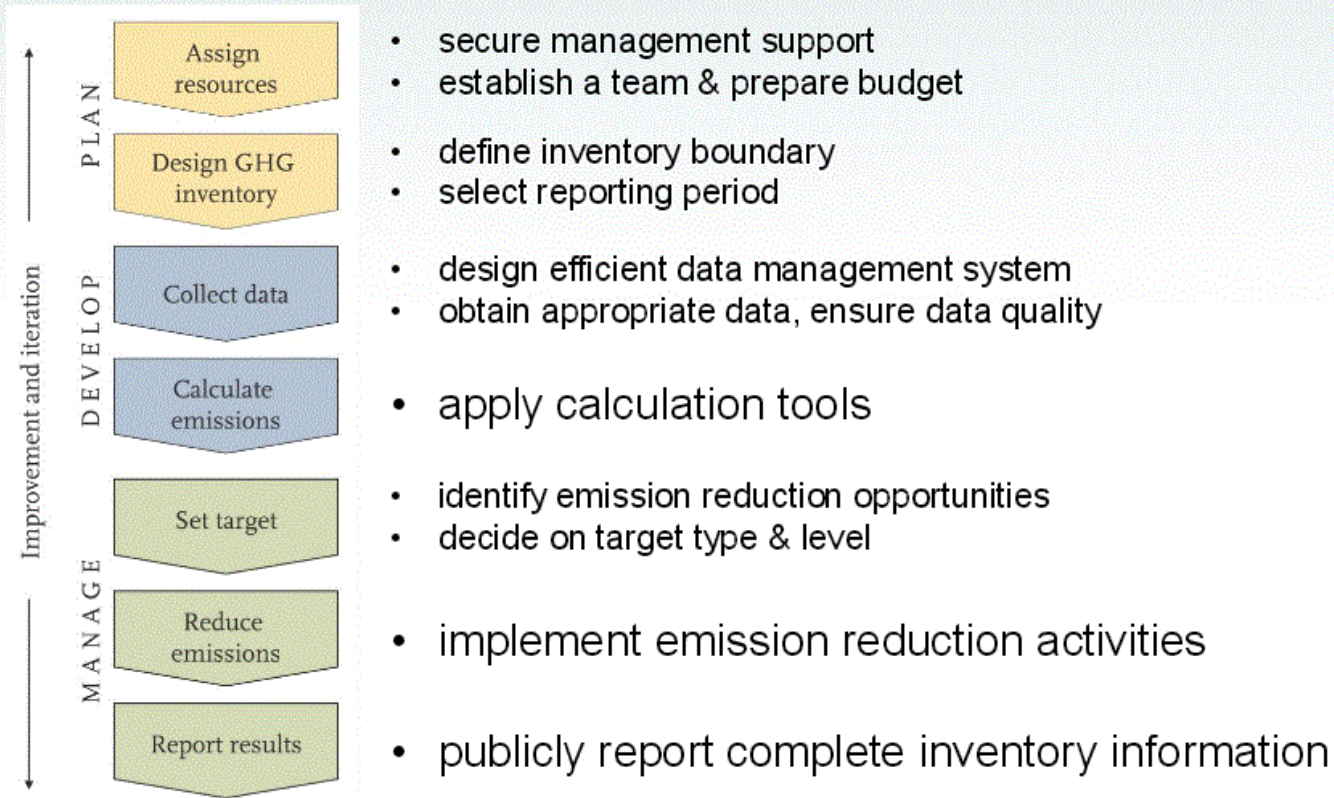 Improvement and iteration
PLAN
Assign
resources
• secure management support
• establish a team & prepare budget
Design GHG
inventory
• define inventory boundary
• select reporting period
DEVELOP
Collect data
• design efficient data management system
• obtain appropriate data, ensure data quality
Calculate
emissions
• apply calculation tools
MANAGE
Set target
• identify emission reduction opportunities
• decide on target type & level
Reduce
emissions
• implement emission reduction activities
Report results
• publicly report complete inventory information